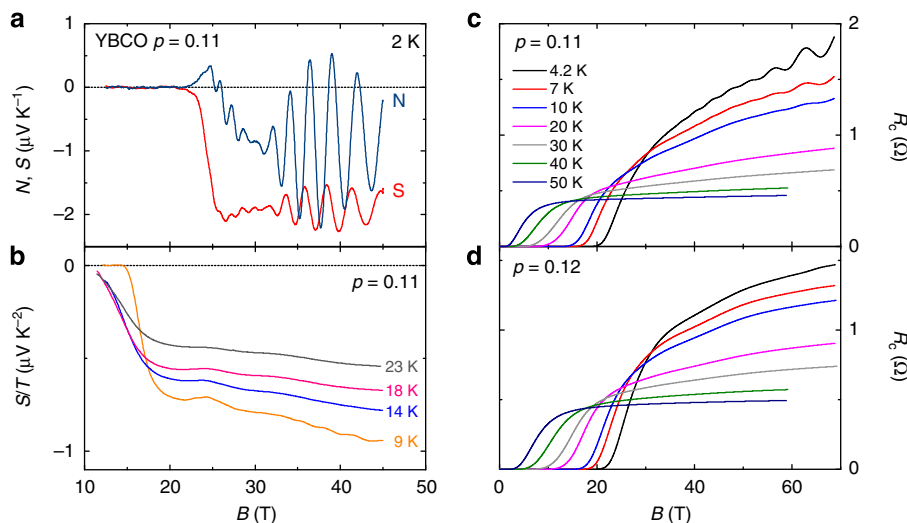 a
YBCO p = 0.11
2 K
N, S (μV K⁻¹)
1
0
−1
−2
N
S
b
p = 0.11
S/T (μV K⁻²)
0
−1
23 K
18 K
14 K
9 K
10 20 30 40 50
B (T)
c
p = 0.11
4.2 K
7 K
10 K
20 K
30 K
40 K
50 K
2
1
0
Rc (Ω)
d
p = 0.12
1
0
Rc (Ω)
0 20 40 60
B (T)